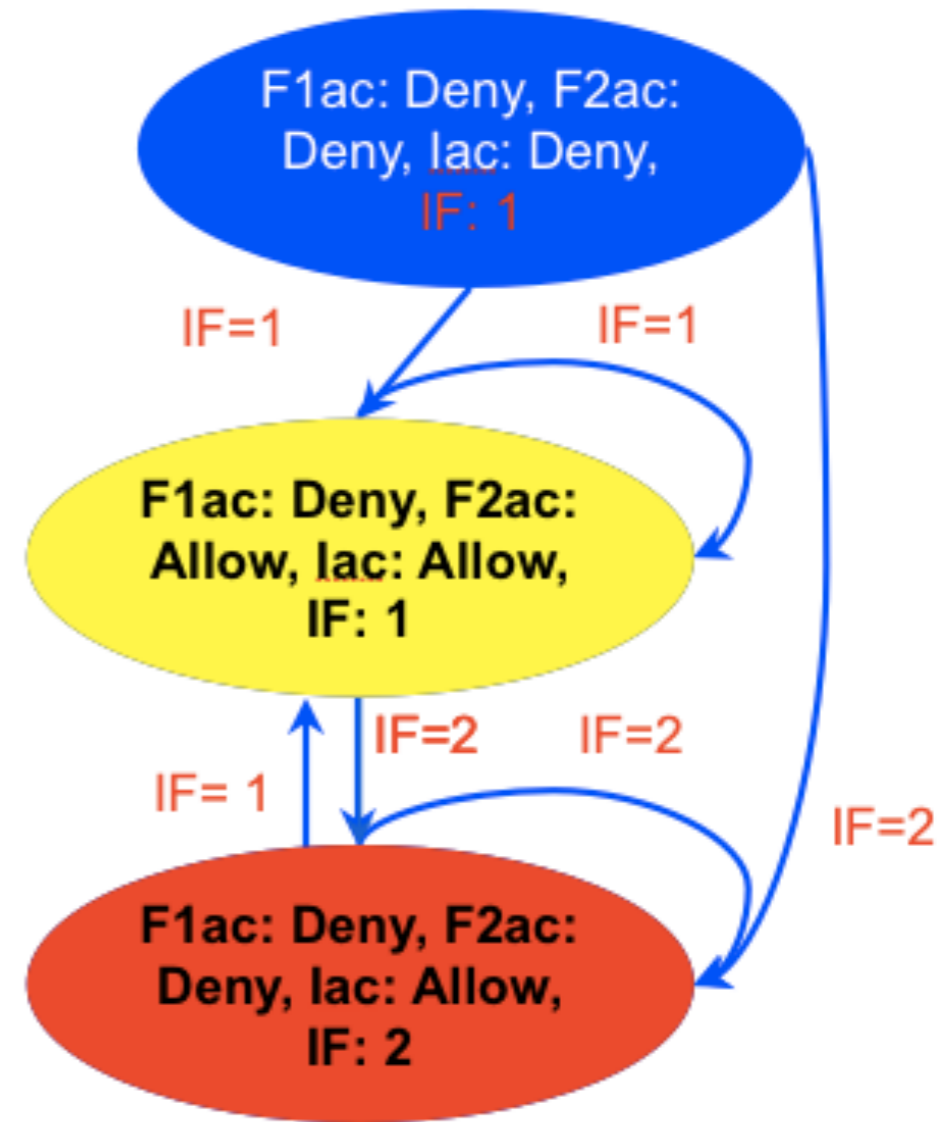 F1ac: Deny, F2ac:
Deny, Iac: Deny,
IF: 1
IF=1
IF=1
F1ac: Deny, F2ac:
Allow, Iac: Allow,
IF: 1
IF=2
IF=2
IF= 1
IF=2
F1ac: Deny, F2ac:
Deny, Iac: Allow,
IF: 2